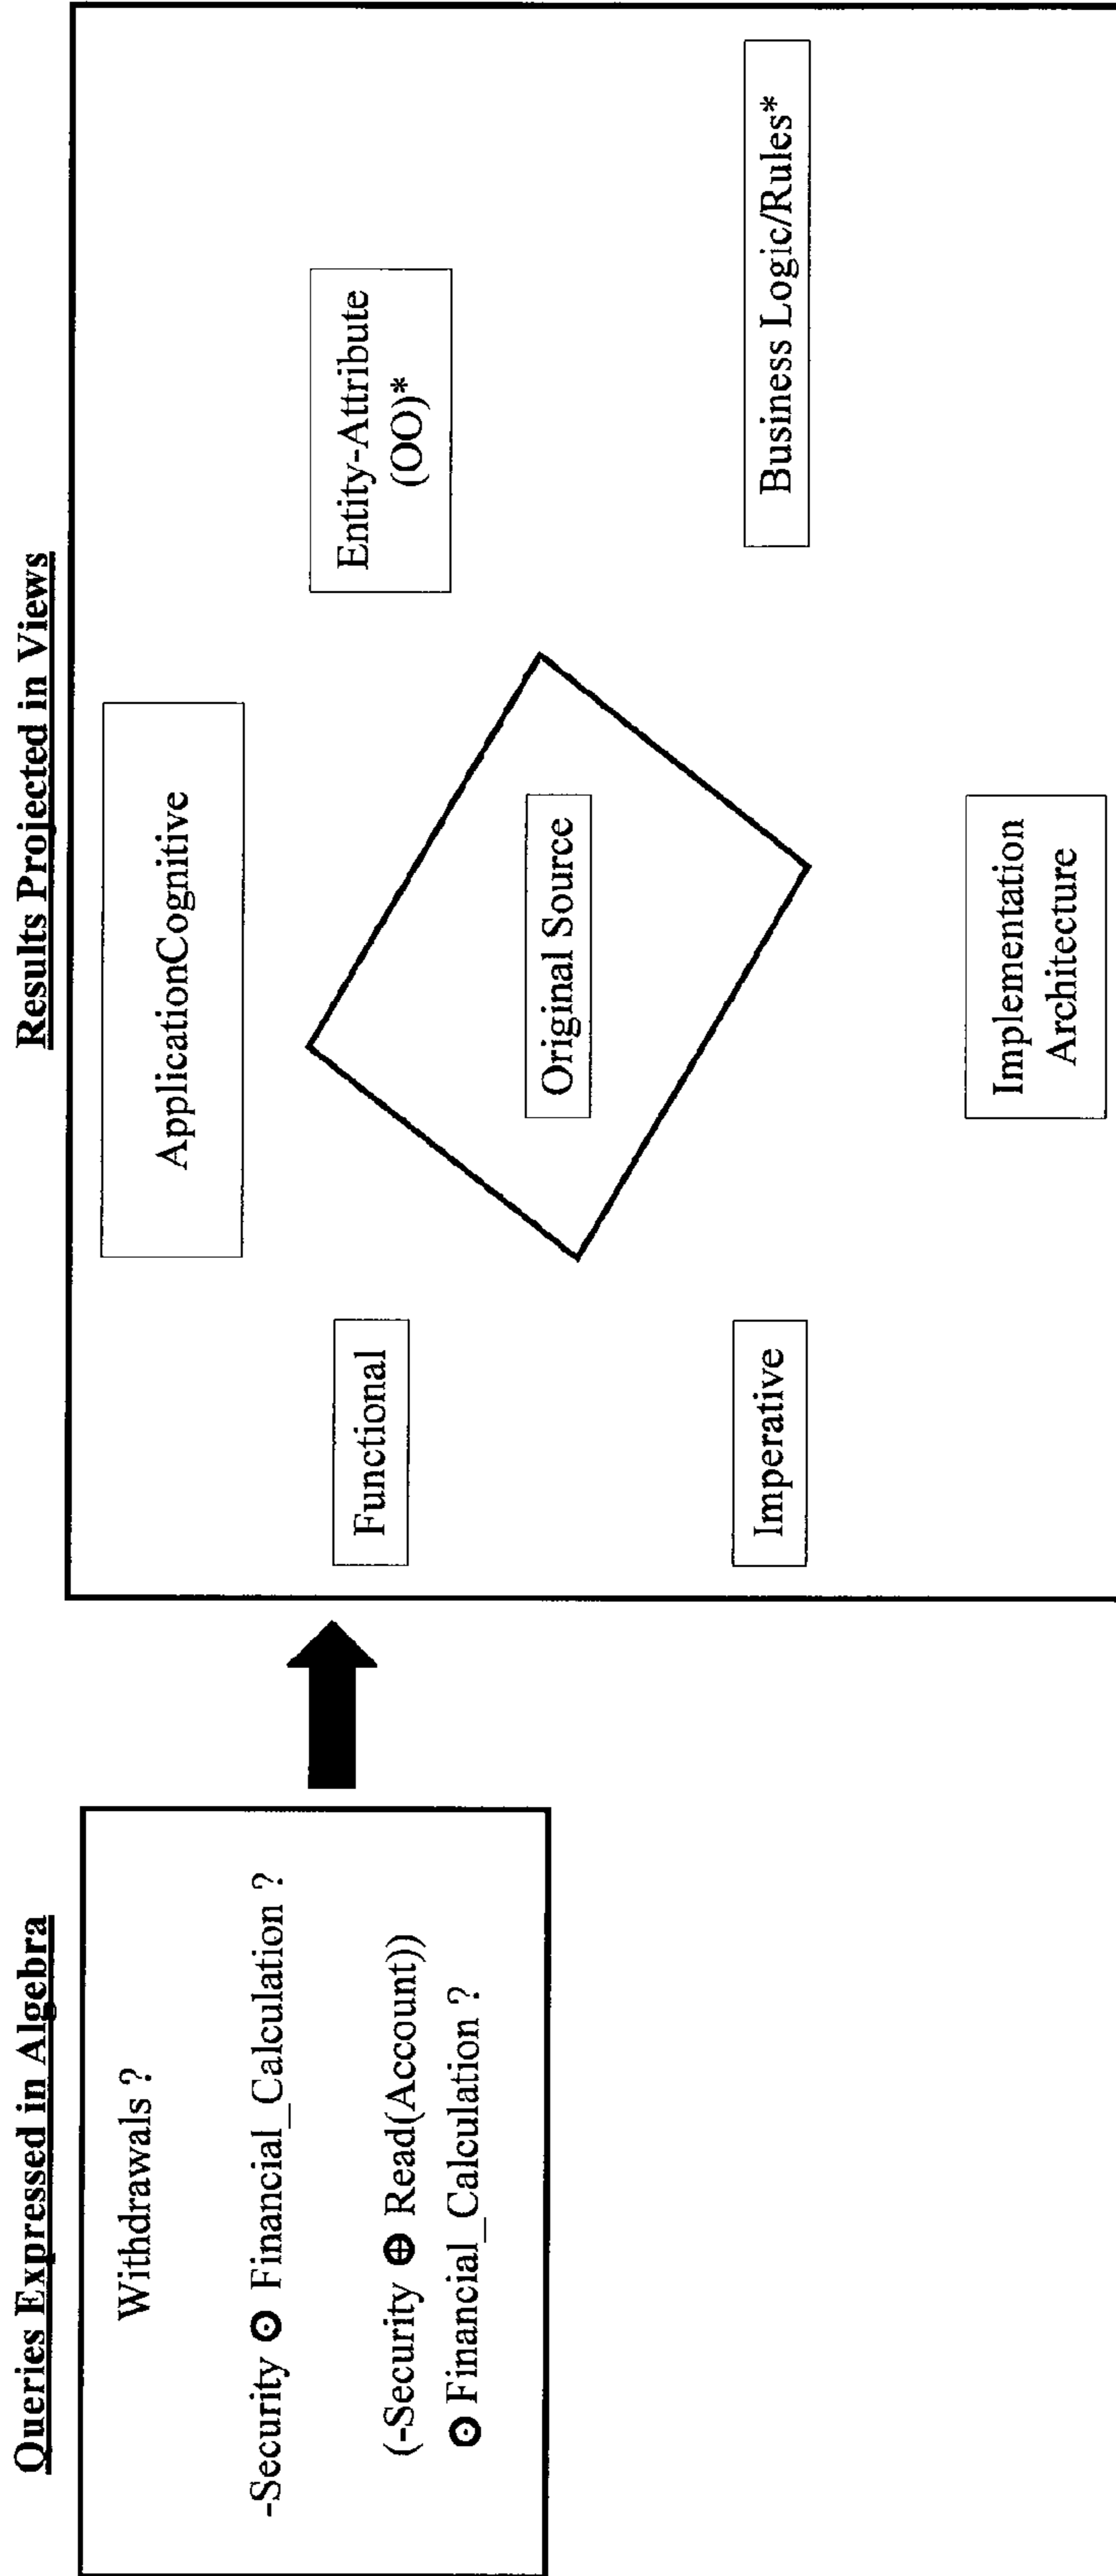 Queries Expressed in Algebra
Withdrawals ?
-Security ⊙ Financial_Calculation ?
(-Security ⊕ Read(Account))
⊙ Financial_Calculation ?
Results Projected in Views
ApplicationCognitive
Functional
Entity-Attribute
(OO)*
Original Source
Imperative
Business Logic/Rules*
Implementation
Architecture